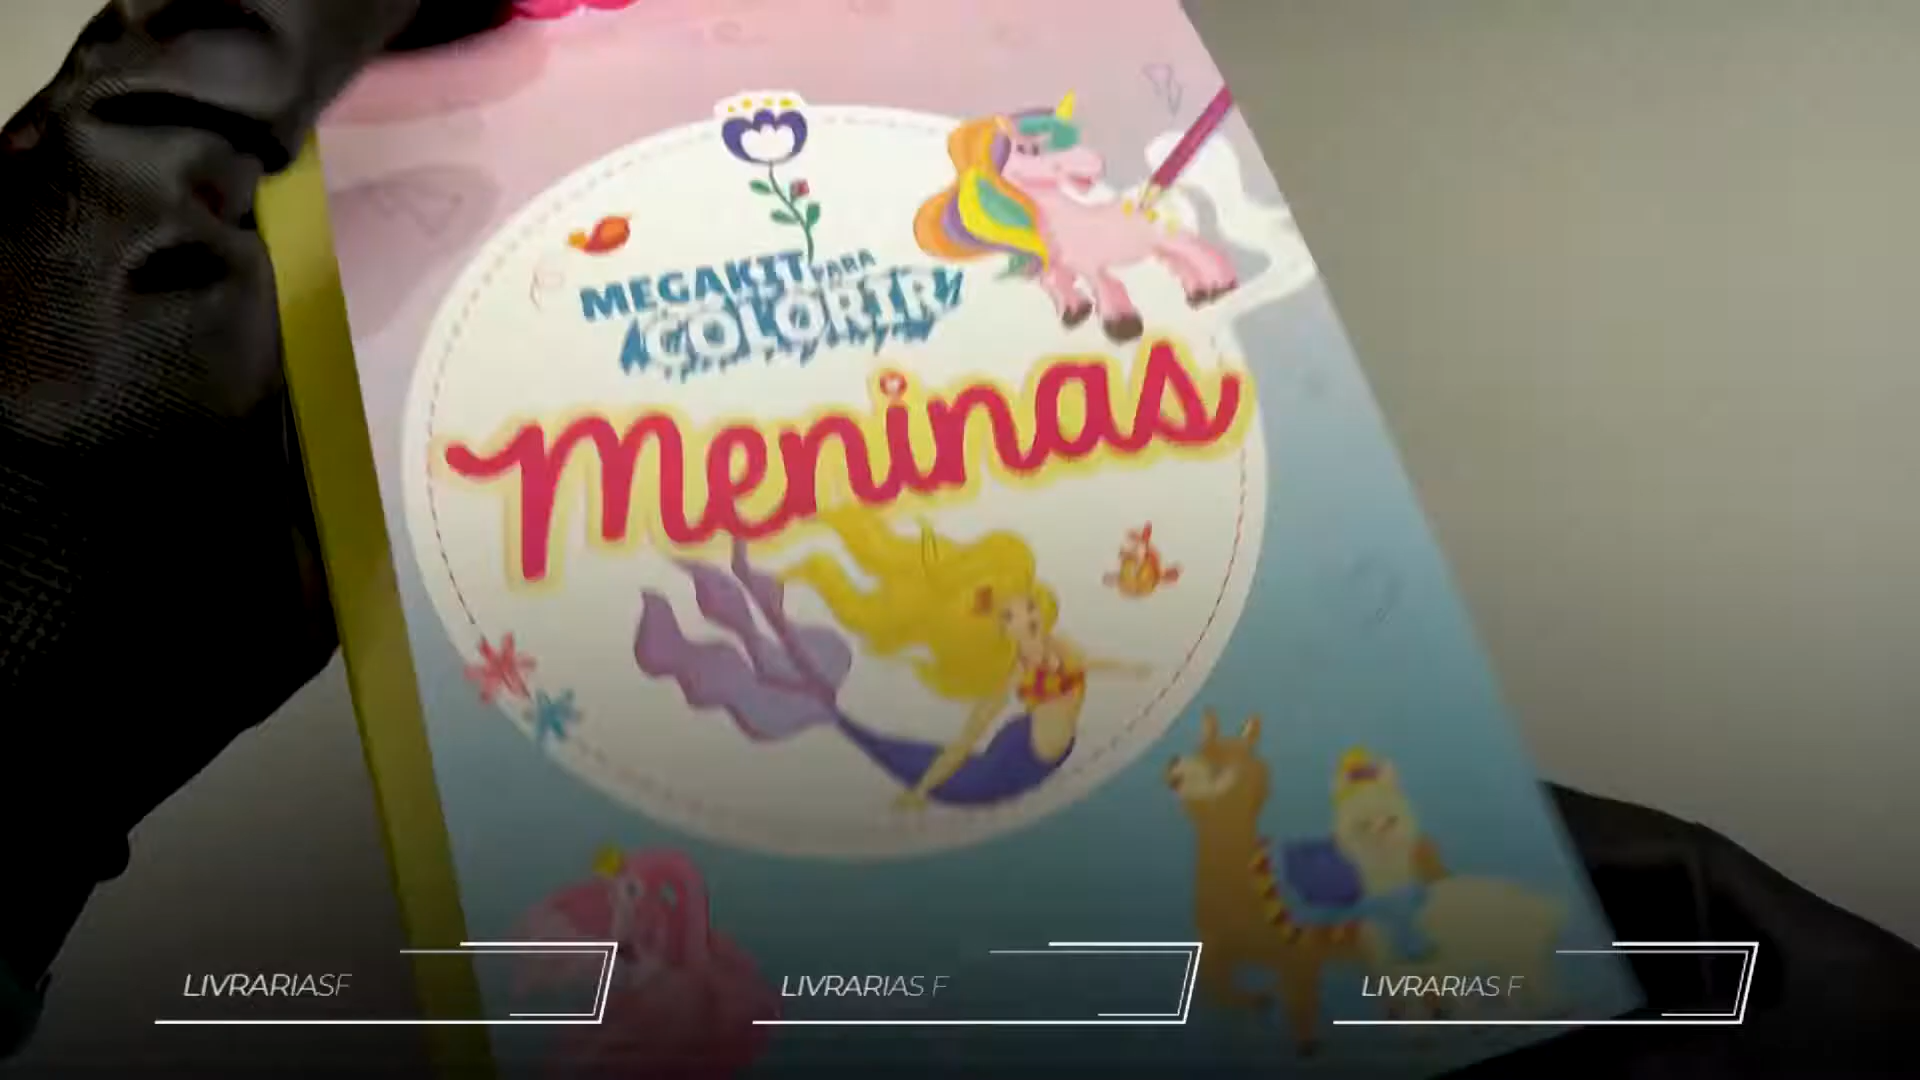 MEGAKIT PARA
COLORIR
Meninas
LIVRARIASF
LIVRARIAS F
LIVRARIAS F